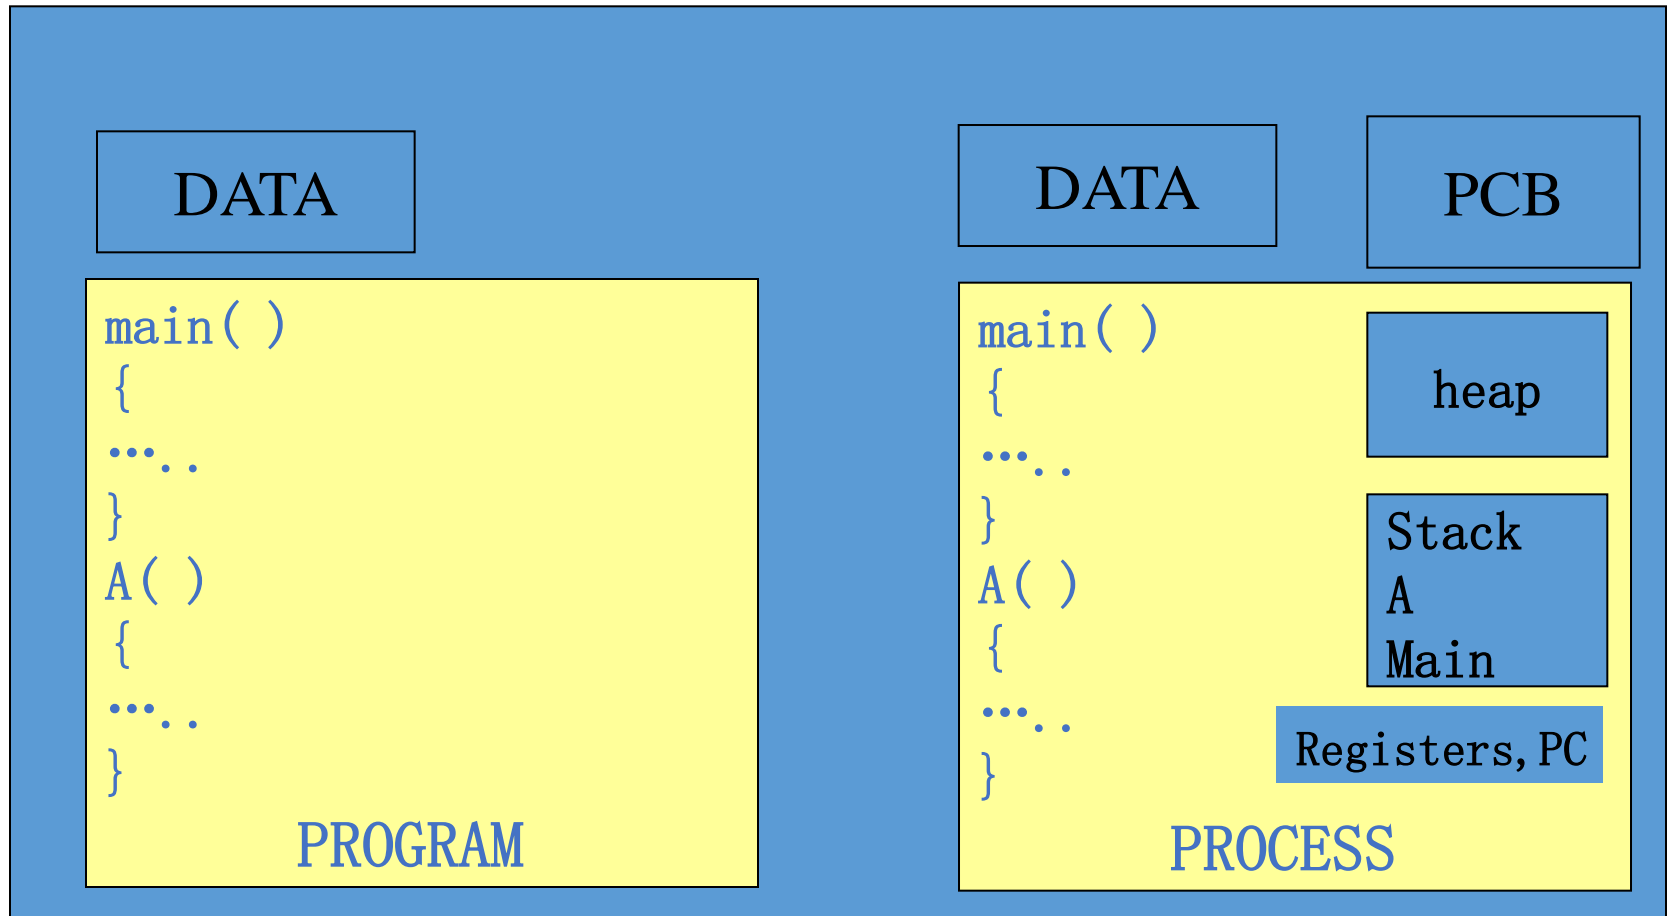 DATA
main( )
{
…..
}
A( )
{
…..
}
PROGRAM
DATA
PCB
main( )
{
…..
}
A( )
{
…..
}
heap
Stack
A
Main
Registers,PC
PROCESS